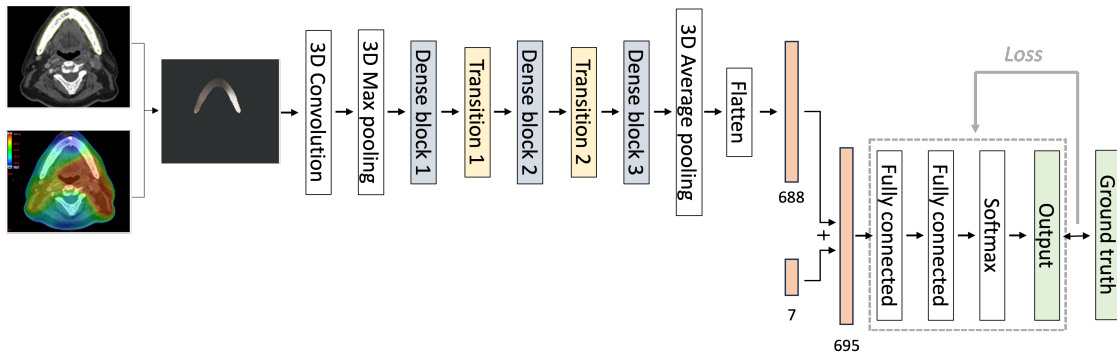 3D Convolution
3D Max pooling
Dense block 1
Transition 1
Dense block 2
Transition 2
Dense block 3
3D Average pooling
Flatten
688
+
7
695
Fully connected
Fully connected
Softmax
Output
Loss
Ground truth